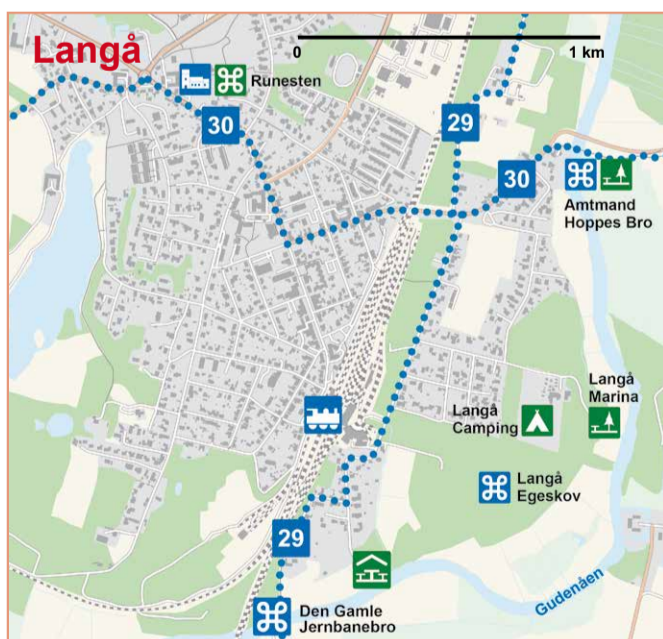 Langå
0
1 km
Runesten
30
29
30
Amtmand
Hoppes Bro
Langå
Marina
Langå
Camping
Langå
Egeskov
29
Den Gamle
Jernbanebro
Gudenåen